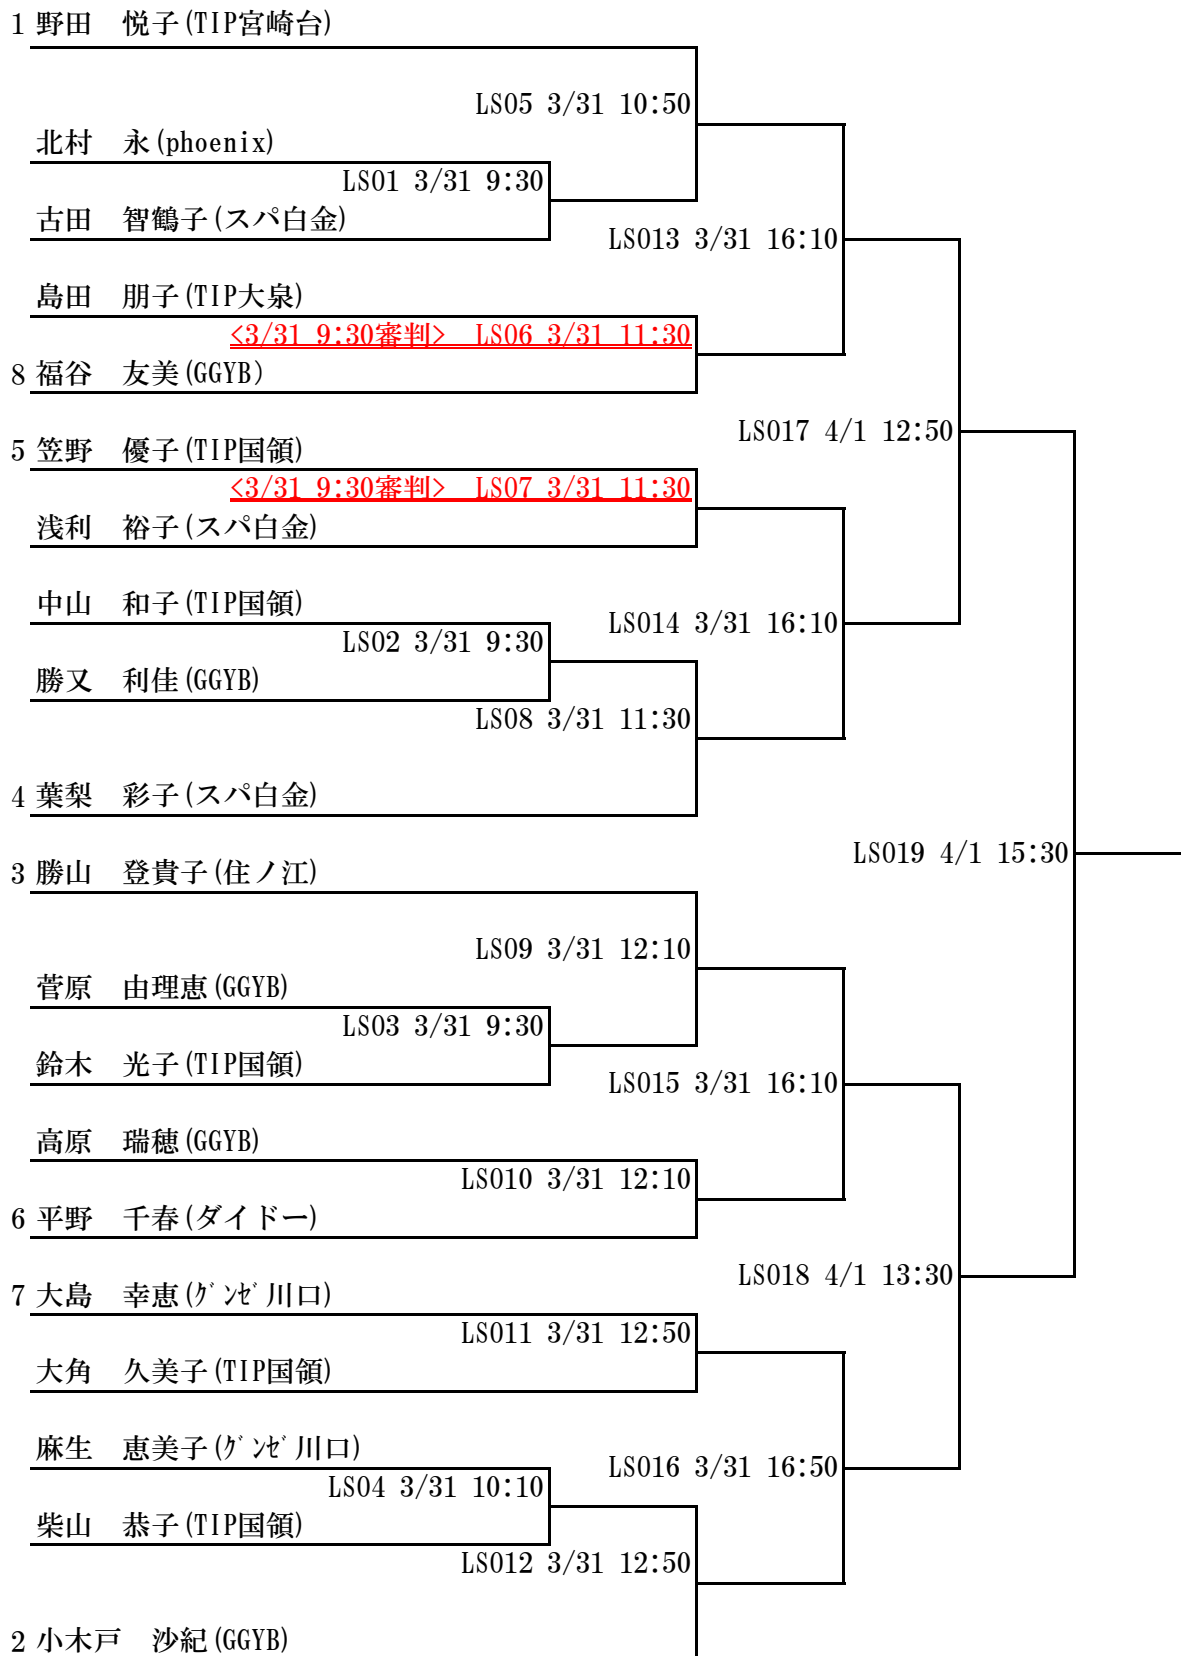 1 野田　悦子(TIP宮崎台)
LS05 3/31 10:50
北村　永(phoenix)
LS01 3/31 9:30
古田　智鶴子(スパ白金)
LS013 3/31 16:10
島田　朋子(TIP大泉)
<3/31 9:30審判>　LS06 3/31 11:30
8 福谷　友美(GGYB）
LS017 4/1 12:50
5 笠野　優子(TIP国領)
<3/31 9:30審判>　LS07 3/31 11:30
浅利　裕子(スパ白金)
中山　和子(TIP国領)
LS014 3/31 16:10
LS02 3/31 9:30
勝又　利佳(GGYB)
LS08 3/31 11:30
4 葉梨　彩子(スパ白金)
LS019 4/1 15:30
3 勝山　登貴子(住ノ江)
LS09 3/31 12:10
菅原　由理恵(GGYB)
LS03 3/31 9:30
鈴木　光子(TIP国領)
LS015 3/31 16:10
高原　瑞穂(GGYB)
LS010 3/31 12:10
6 平野　千春(ダイドー)
LS018 4/1 13:30
7 大島　幸恵(ｸﾞﾝｾﾞ川口)
LS011 3/31 12:50
大角　久美子(TIP国領)
麻生　恵美子(ｸﾞﾝｾﾞ川口)
LS016 3/31 16:50
LS04 3/31 10:10
柴山　恭子(TIP国領)
LS012 3/31 12:50
2 小木戸　沙紀(GGYB)